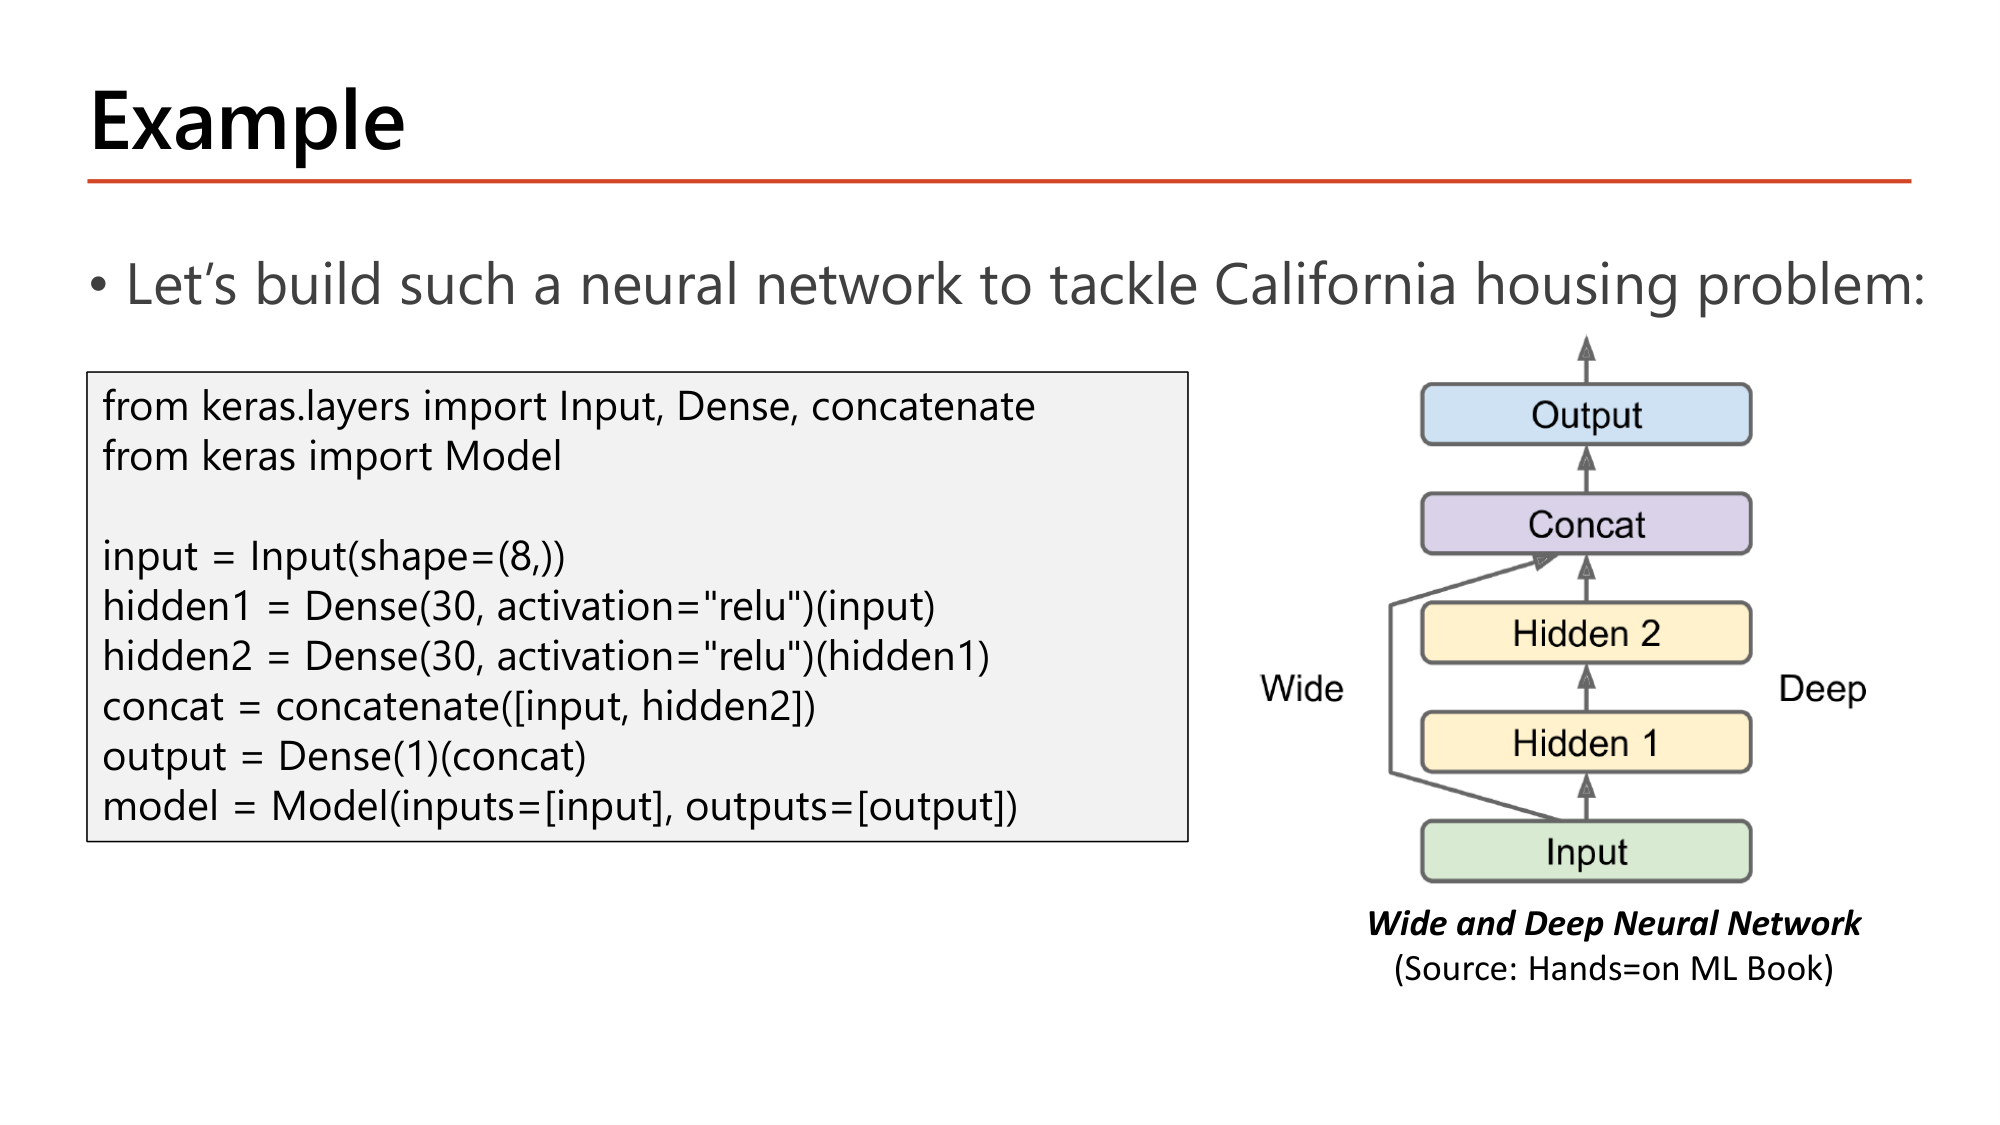 Example
• Let’s build such a neural network to tackle California housing problem:
from keras.layers import Input, Dense, concatenate
from keras import Model
input = Input(shape=(8,))
hidden1 = Dense(30, activation="relu")(input)
hidden2 = Dense(30, activation="relu")(hidden1)
concat = concatenate([input, hidden2])
output = Dense(1)(concat)
model = Model(inputs=[input], outputs=[output])
Output
Concat
Hidden 2
Wide
Deep
Hidden 1
Input
Wide and Deep Neural Network
(Source: Hands=on ML Book)